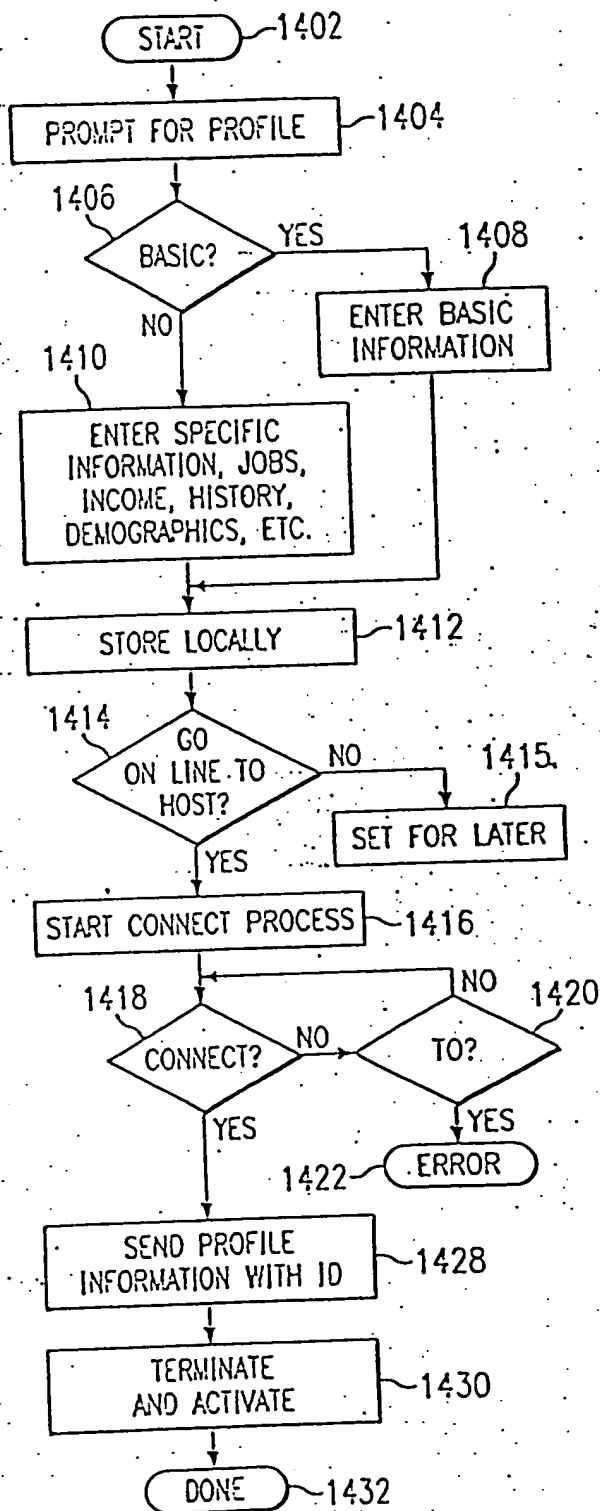 START
1402
PROMPT FOR PROFILE
1404
1406
BASIC?
YES
NO
1408
ENTER BASIC
INFORMATION
1410
ENTER SPECIFIC
INFORMATION, JOBS,
INCOME, HISTORY,
DEMOGRAPHICS, ETC.
STORE LOCALLY
1412
1414
GO
ON LINE TO
HOST?
NO
YES
1415
SET FOR LATER
START CONNECT PROCESS
1416
1418
CONNECT?
NO
YES
NO
1420
TO?
YES
1422
ERROR
SEND PROFILE
INFORMATION WITH ID
1428
TERMINATE
AND ACTIVATE
1430
DONE
1432